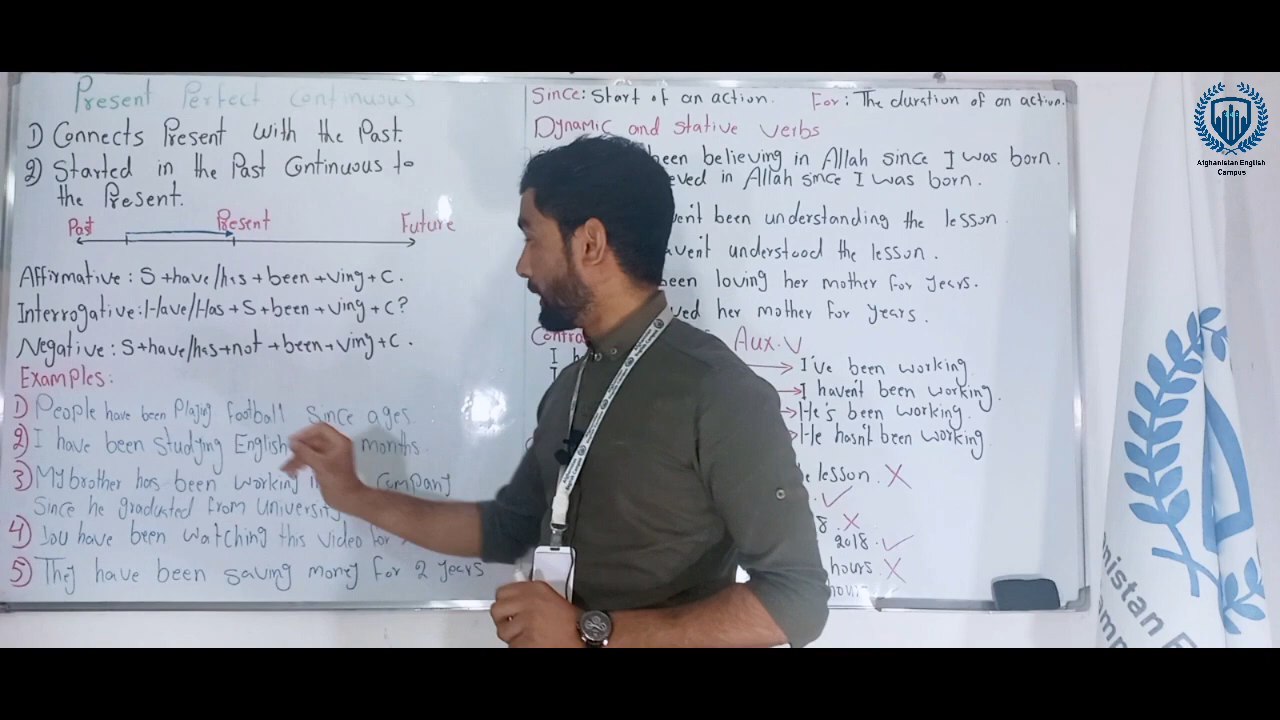 Present Perfect Continuous
1) Connects Present with the Past.
2) Started in the Past Continuous to
the Present.
Past Present Future
Affirmative: S+have/has+been+Ving+C.
Interrogative: Have/Has+S+been+Ving+C?
Negative: S+have/has+not+been+Ving+C.
Examples:
1) People have been Playing football since ages.
2) I have been studying English months.
3) My brother has been working Company
Since he graduated from University
4) You have been watching this video for
5) They have been saving money for 2 years
Since: Start of an action. For: The duration of an action.
Dynamic and stative verbs
been believing in Allah since I was born.
in Allah since I was born.
been understanding the lesson.
understood the lesson.
been loving her mother for years.
her mother for years.
Aux.V
I've been working.
I haven't been working.
He's been working.
He hasn't been working.
lesson. X
✓
8. X
2018. ✓
hours X
Afghanistan English
Campus